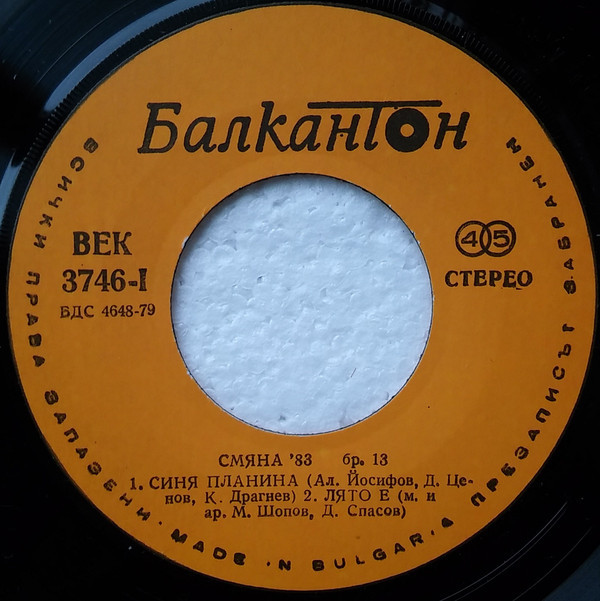 Балкантон
ВСИЧКИ ПРАВА ЗАПАЗЕНИ · MADE IN BULGARIA · ПРЕЗАПИСЪТ ЗАБРАНЕН
ВЕК
3746-I
БДС 4648-79
45
СТЕРЕО
СМЯНА '83 бр. 13
1. СИНЯ ПЛАНИНА (Ал. Йосифов, Д. Це-
нов, К. Драгнев) 2. ЛЯТО Е (м. и
ар. М. Шопов, Д. Спасов)